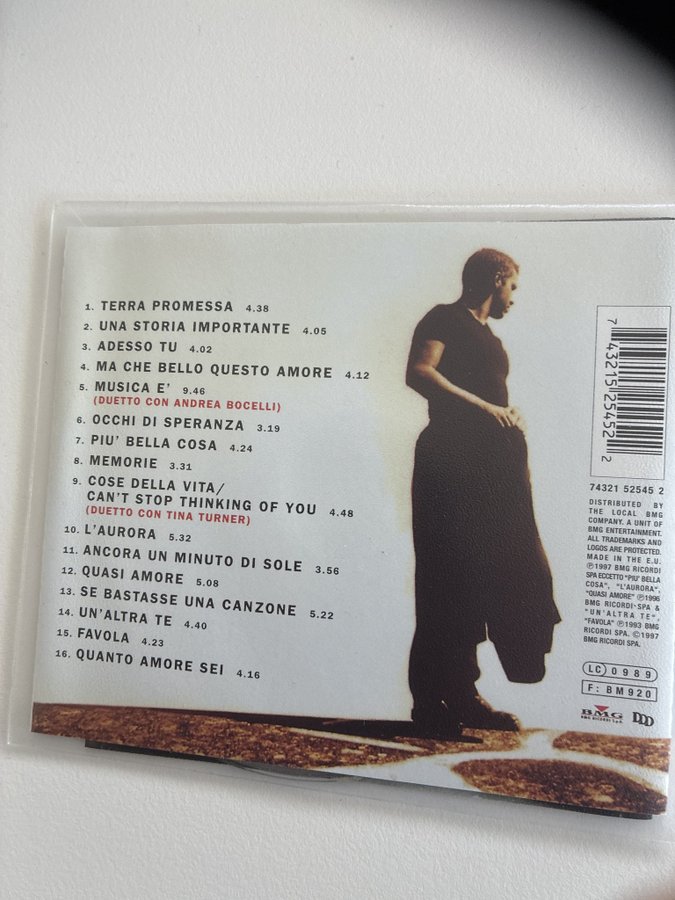 1. TERRA PROMESSA 4.38
2. UNA STORIA IMPORTANTE 4.05
3. ADESSO TU 4.02
4. MA CHE BELLO QUESTO AMORE 4.12
5. MUSICA E' 9.46
(DUETTO CON ANDREA BOCELLI)
6. OCCHI DI SPERANZA 3.19
7. PIU' BELLA COSA 4.24
8. MEMORIE 3.31
9. COSE DELLA VITA/
CAN'T STOP THINKING OF YOU 4.48
(DUETTO CON TINA TURNER)
10. L'AURORA 5.32
11. ANCORA UN MINUTO DI SOLE 3.56
12. QUASI AMORE 5.08
13. SE BASTASSE UNA CANZONE 5.22
14. UN'ALTRA TE 4.40
15. FAVOLA 4.23
16. QUANTO AMORE SEI 4.16
7 43215 25452 2
74321 52545 2
DISTRIBUTED BY
THE LOCAL BMG
COMPANY. A UNIT OF
BMG ENTERTAINMENT.
ALL TRADEMARKS AND
LOGOS ARE PROTECTED.
MADE IN THE E.U.
℗1997 BMG RICORDI
SPA ECCETTO "PIU' BELLA
COSA", "L'AURORA",
"QUASI AMORE" ℗1996
BMG RICORDI-SPA &
"UN'ALTRA TE",
"FAVOLA" ℗1993 BMG
RICORDI SPA. ©1997
BMG RICORDI SPA.
LC 0989
F: BM920
BMG DDD
BMG RICORDI S.p.A.